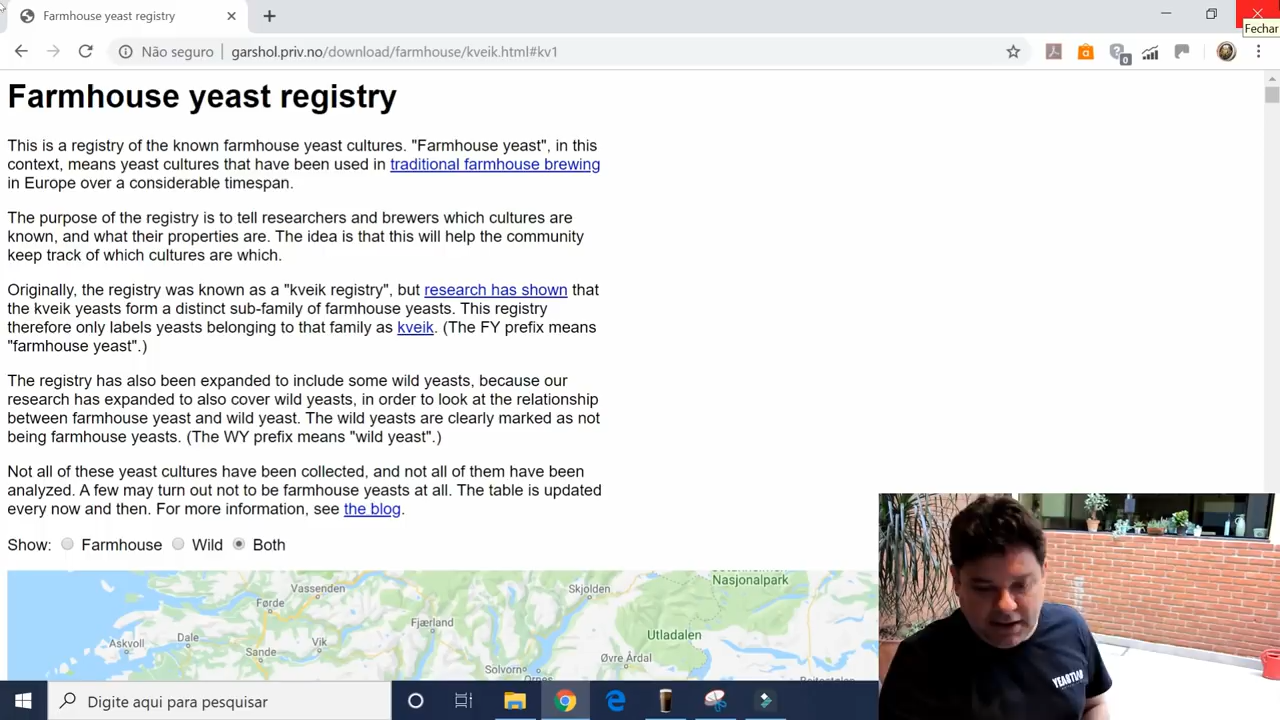 Farmhouse yeast registry
Fechar
Não seguro
garshol.priv.no/download/farmhouse/kveik.html#kv1
0
Farmhouse yeast registry
This is a registry of the known farmhouse yeast cultures. "Farmhouse yeast", in this
context, means yeast cultures that have been used in traditional farmhouse brewing
in Europe over a considerable timespan.
The purpose of the registry is to tell researchers and brewers which cultures are
known, and what their properties are. The idea is that this will help the community
keep track of which cultures are which.
Originally, the registry was known as a "kveik registry", but research has shown that
the kveik yeasts form a distinct sub-family of farmhouse yeasts. This registry
therefore only labels yeasts belonging to that family as kveik. (The FY prefix means
"farmhouse yeast".)
The registry has also been expanded to include some wild yeasts, because our
research has expanded to also cover wild yeasts, in order to look at the relationship
between farmhouse yeast and wild yeast. The wild yeasts are clearly marked as not
being farmhouse yeasts. (The WY prefix means "wild yeast".)
Not all of these yeast cultures have been collected, and not all of them have been
analyzed. A few may turn out not to be farmhouse yeasts at all. The table is updated
every now and then. For more information, see the blog.
Show: Farmhouse Wild Both
Nasjonalpark
Vassenden
Skjolden
Førde
Askvoll
Dale
Vik
Fjærland
Utladalen
Sande
Solvorn
Øvre Årdal
Digite aqui para pesquisar